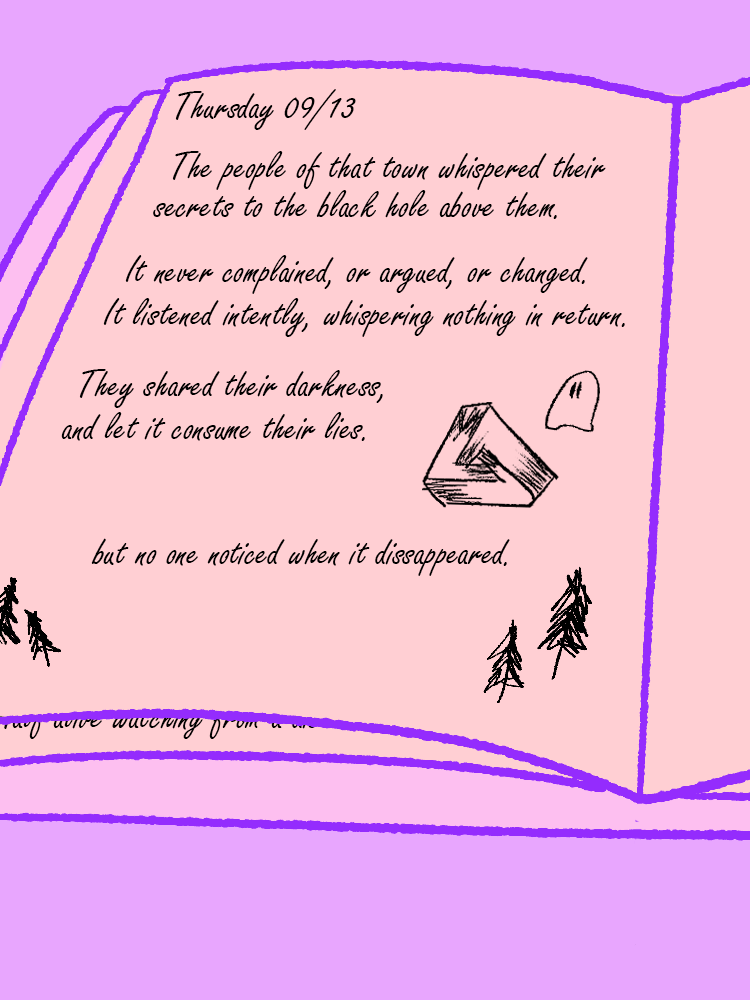 Thursday 09/13
The people of that town whispered their
secrets to the black hole above them.
It never complained, or argued, or changed.
It listened intently, whispering nothing in return.
They shared their darkness,
and let it consume their lies.
but no one noticed when it dissappeared.
alive watching from a